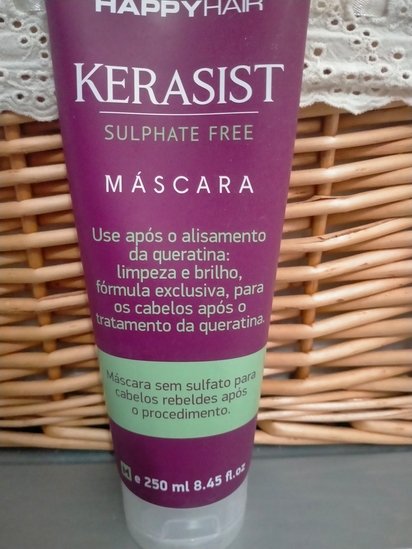 HAPPYHAIR
KERASIST
SULPHATE FREE
MÁSCARA
Use após o alisamento
da queratina:
limpeza e brilho,
fórmula exclusiva, para
os cabelos após o
tratamento da queratina.
Máscara sem sulfato para
cabelos rebeldes após
o procedimento.
e 250 ml 8.45 fl.oz